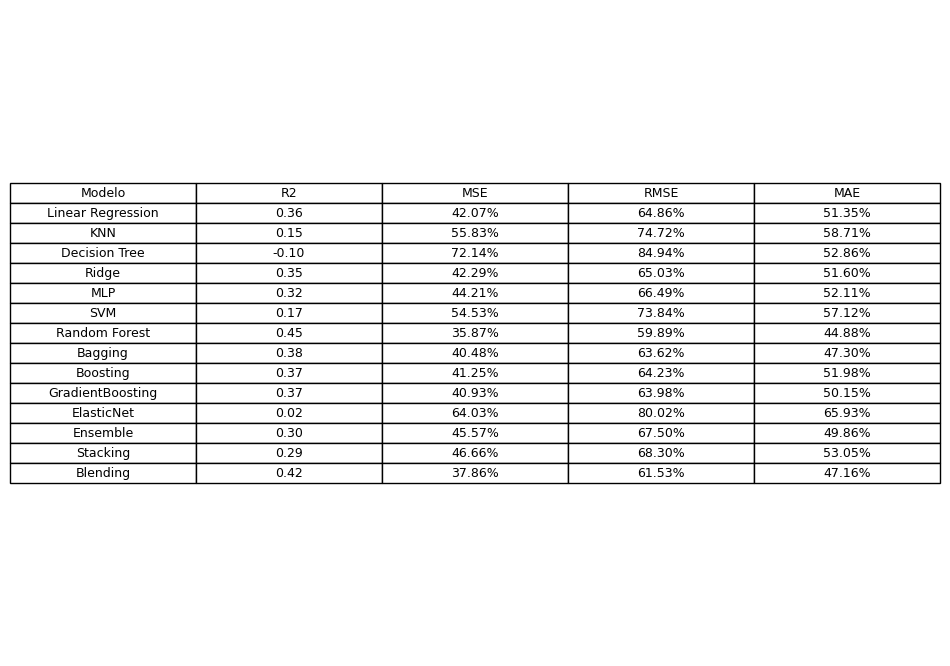 Modelo R2 MSE RMSE MAE
Linear Regression 0.36 42.07% 64.86% 51.35%
KNN 0.15 55.83% 74.72% 58.71%
Decision Tree -0.10 72.14% 84.94% 52.86%
Ridge 0.35 42.29% 65.03% 51.60%
MLP 0.32 44.21% 66.49% 52.11%
SVM 0.17 54.53% 73.84% 57.12%
Random Forest 0.45 35.87% 59.89% 44.88%
Bagging 0.38 40.48% 63.62% 47.30%
Boosting 0.37 41.25% 64.23% 51.98%
GradientBoosting 0.37 40.93% 63.98% 50.15%
ElasticNet 0.02 64.03% 80.02% 65.93%
Ensemble 0.30 45.57% 67.50% 49.86%
Stacking 0.29 46.66% 68.30% 53.05%
Blending 0.42 37.86% 61.53% 47.16%